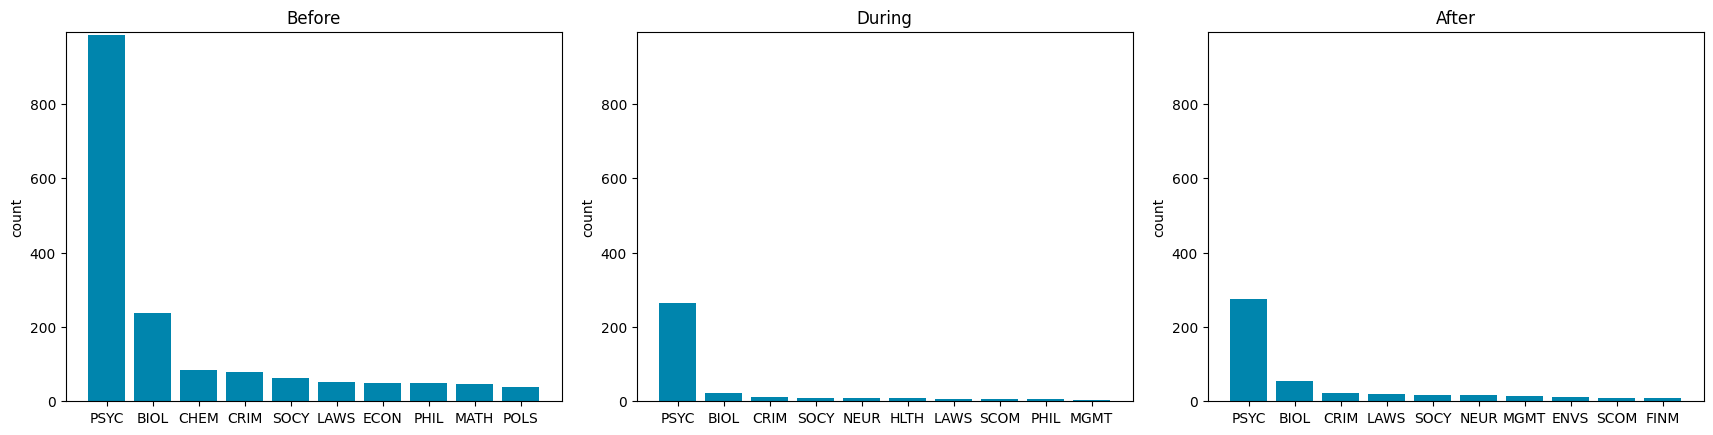 Before
During
After
count
800
600
400
200
0
PSYC BIOL CHEM CRIM SOCY LAWS ECON PHIL MATH POLS
count
800
600
400
200
0
PSYC BIOL CRIM SOCY NEUR HLTH LAWS SCOM PHIL MGMT
count
800
600
400
200
0
PSYC BIOL CRIM LAWS SOCY NEUR MGMT ENVS SCOM FINM